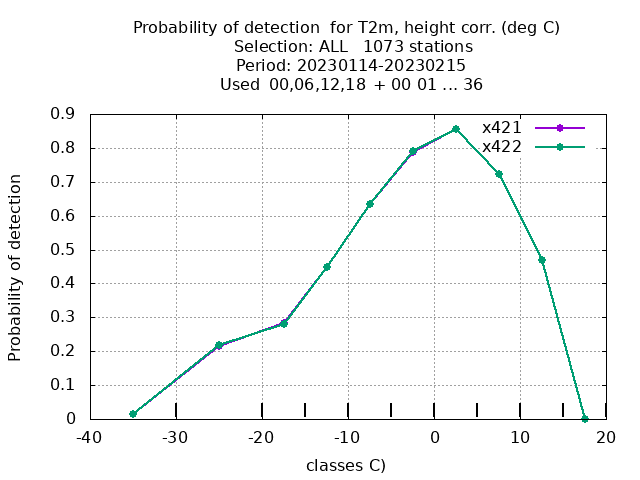 Probability of detection  for T2m, height corr. (deg C)
Selection: ALL   1073 stations
Period: 20230114-20230215
Used  00,06,12,18  + 00 01 ... 36
x421
x422
0.9
0.8
0.7
0.6
0.5
0.4
0.3
0.2
0.1
0
Probability of detection
-40 -30 -20 -10 0 10 20
classes C)